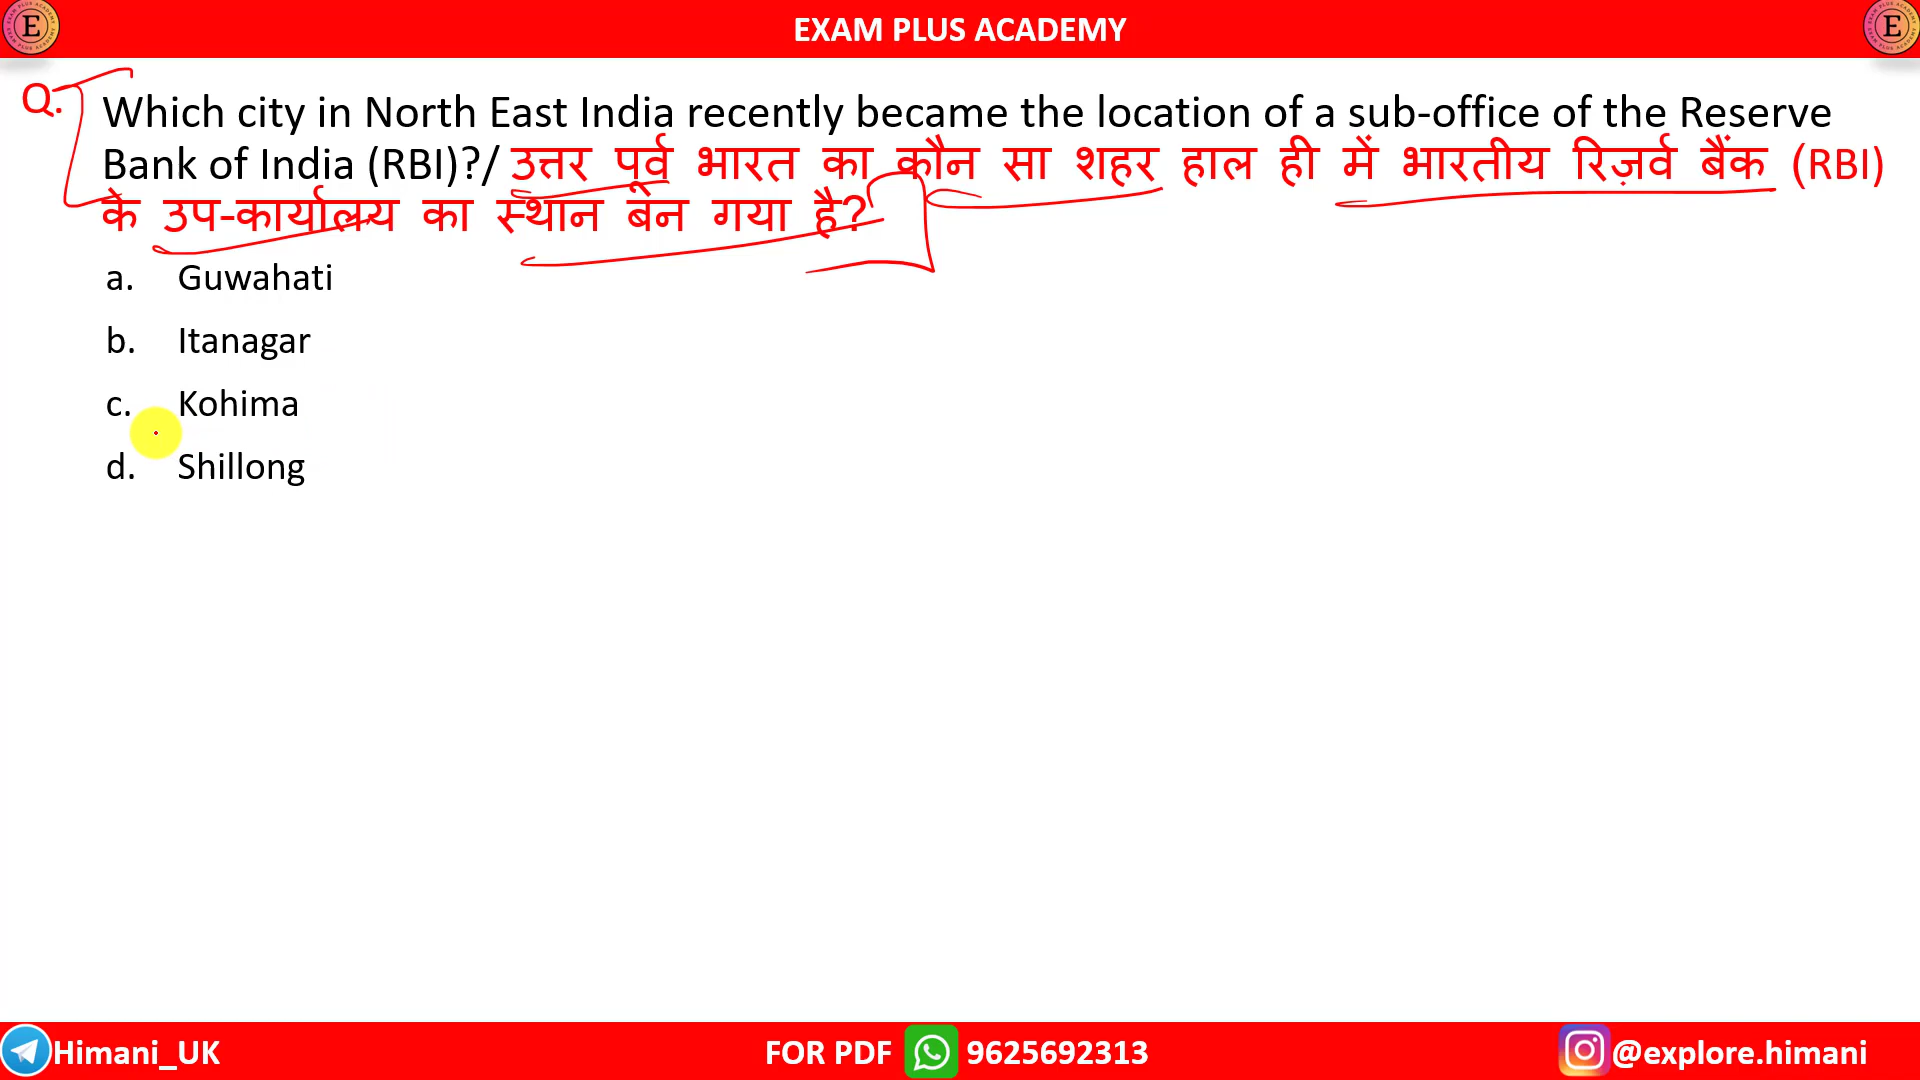 EXAM PLUS ACADEMY
Q. Which city in North East India recently became the location of a sub-office of the Reserve
Bank of India (RBI)?/ उत्तर पूर्व भारत का कौन सा शहर हाल ही में भारतीय रिज़र्व बैंक (RBI)
के उप-कार्यालय का स्थान बन गया है?
a. Guwahati
b. Itanagar
c. Kohima
d. Shillong
Himani_UK FOR PDF 9625692313 @explore.himani